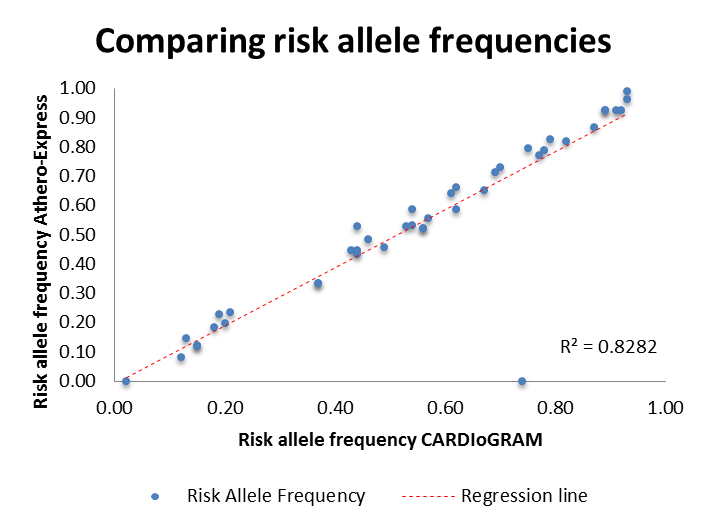 Comparing risk allele frequencies
Risk allele frequency Athero-Express
1.00
0.90
0.80
0.70
0.60
0.50
0.40
0.30
0.20
0.10
0.00
R² = 0.8282
0.00 0.20 0.40 0.60 0.80 1.00
Risk allele frequency CARDIoGRAM
Risk Allele Frequency Regression line